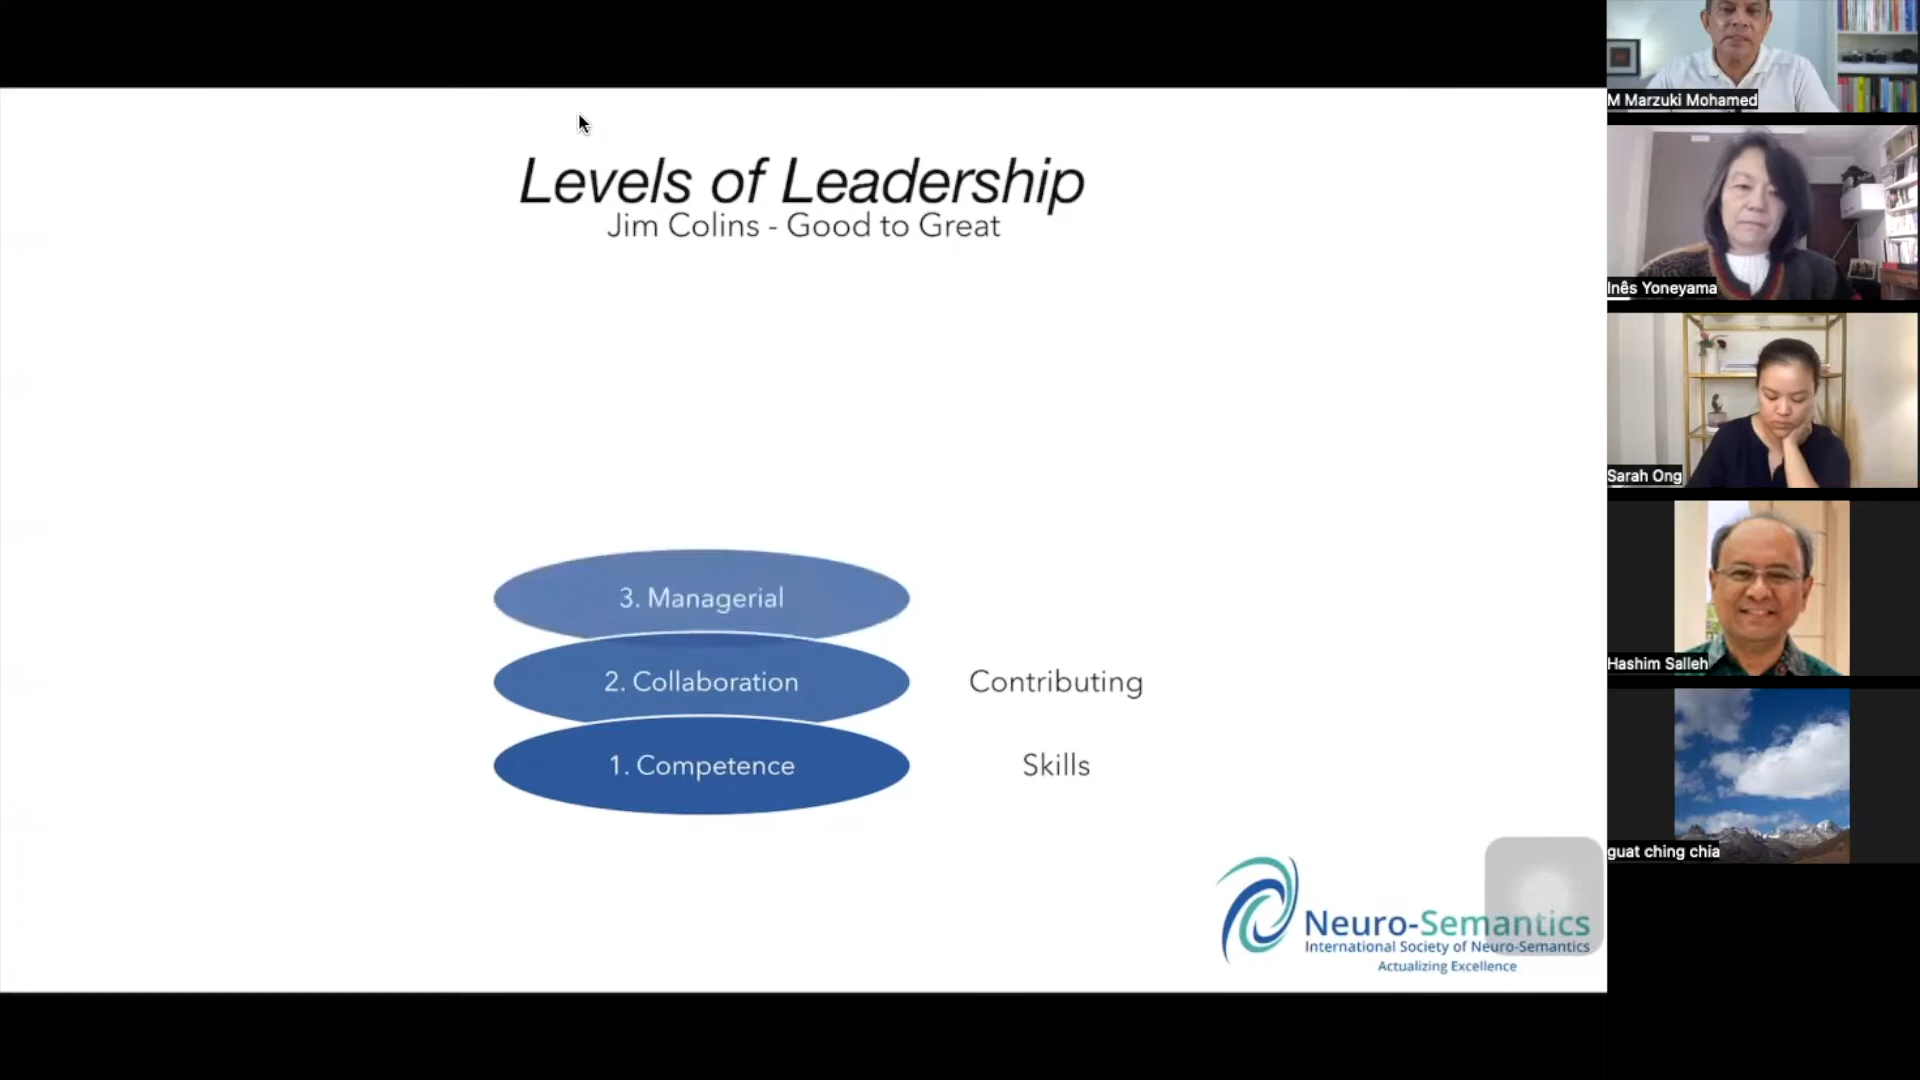 Levels of Leadership
Jim Colins - Good to Great
3. Managerial
2. Collaboration
Contributing
1. Competence
Skills
Neuro-Semantics
International Society of Neuro-Semantics
Actualizing Excellence
M Marzuki Mohamed
Inês Yoneyama
Sarah Ong
Hashim Salleh
guat ching chia